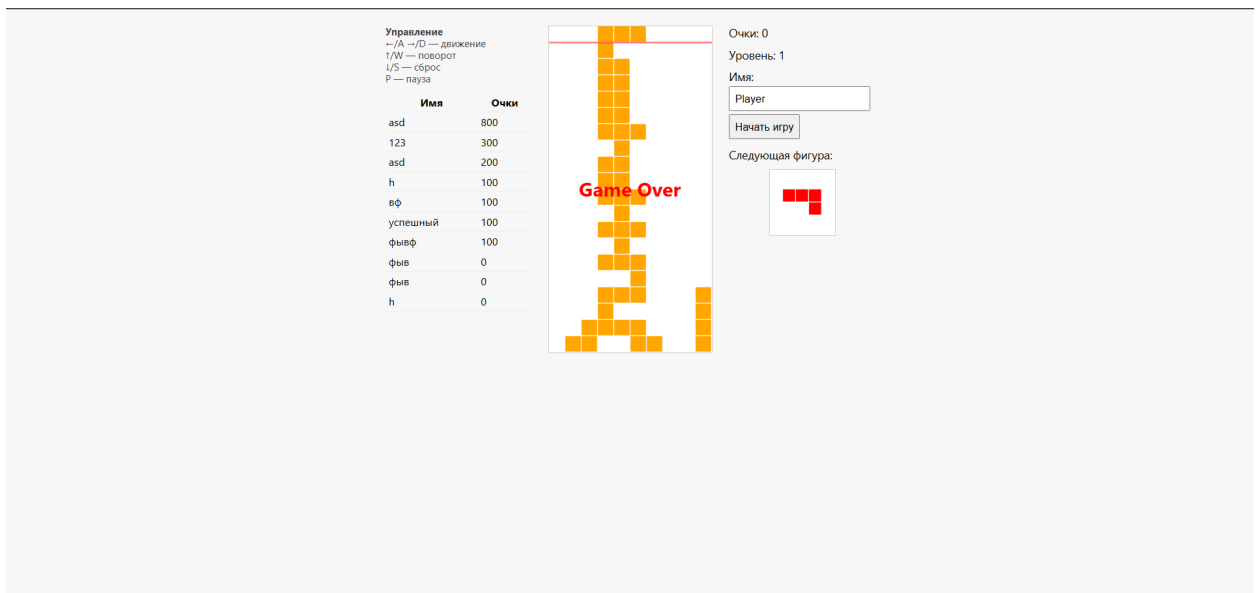 Управление
←/A →/D — движение
↑/W — поворот
↓/S — сброс
P — пауза
Имя Очки
asd 800
123 300
asd 200
h 100
вф 100
успешный 100
фывф 100
фыв 0
фыв 0
h 0
Game Over
Очки: 0
Уровень: 1
Имя:
Player
Начать игру
Следующая фигура: